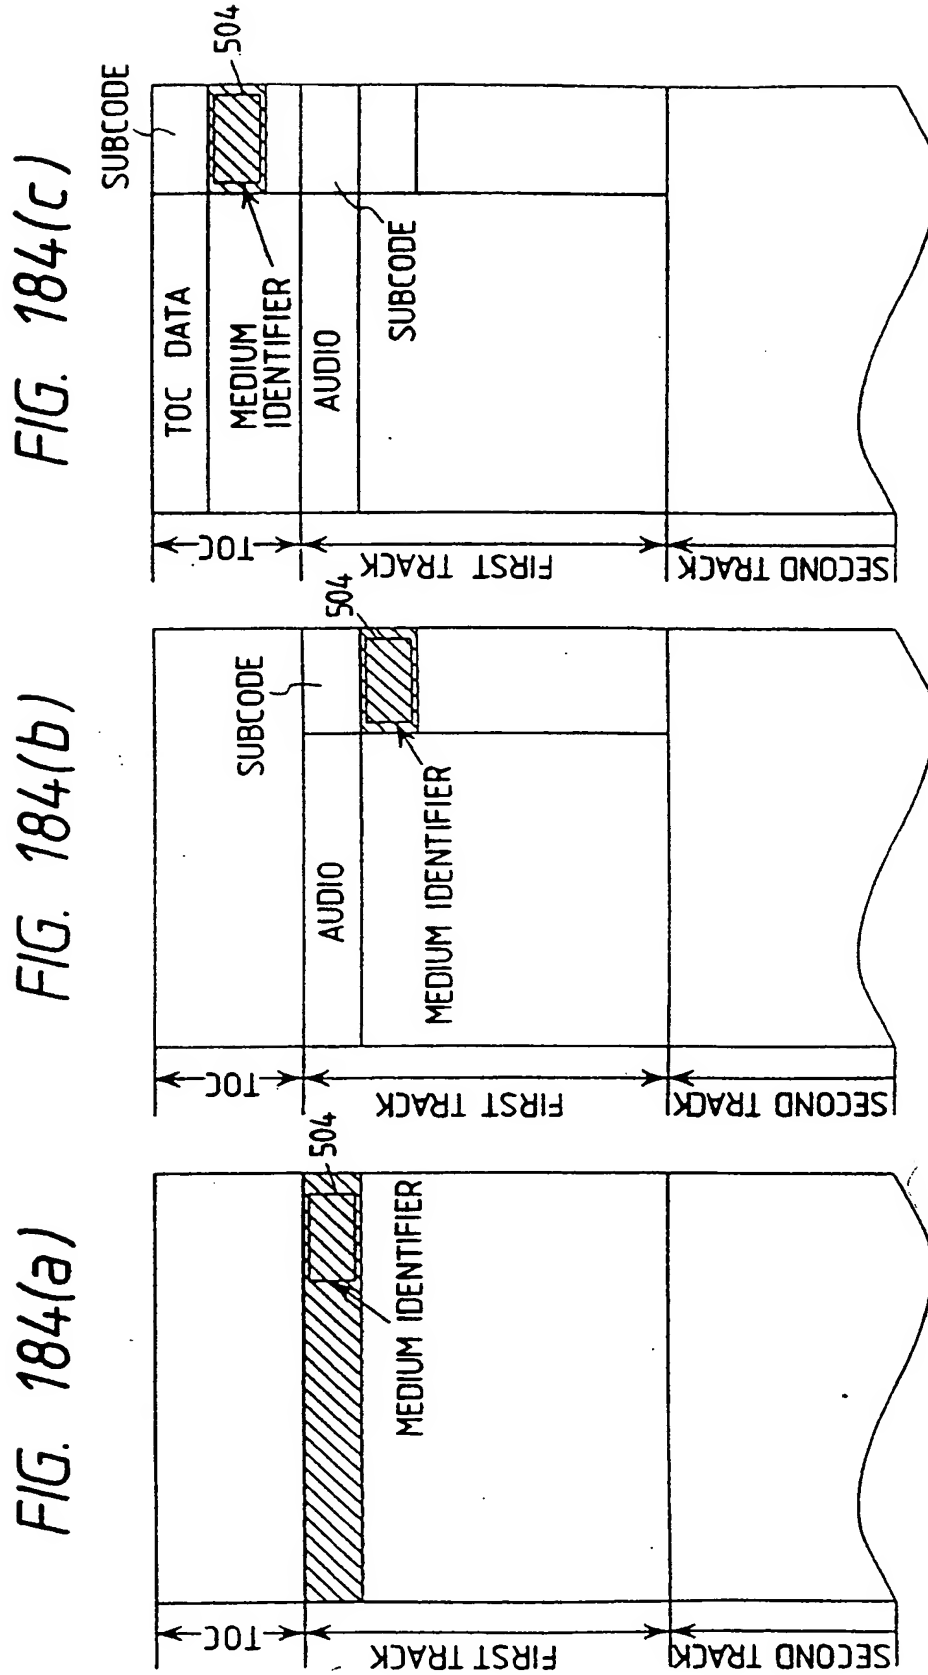 FIG. 184(a)
TOC
FIRST TRACK
SECOND TRACK
504
MEDIUM IDENTIFIER
FIG. 184(b)
TOC
FIRST TRACK
SECOND TRACK
SUBCODE
AUDIO
504
MEDIUM IDENTIFIER
FIG. 184(c)
TOC
FIRST TRACK
SECOND TRACK
SUBCODE
TOC DATA
504
MEDIUM
IDENTIFIER
AUDIO
SUBCODE